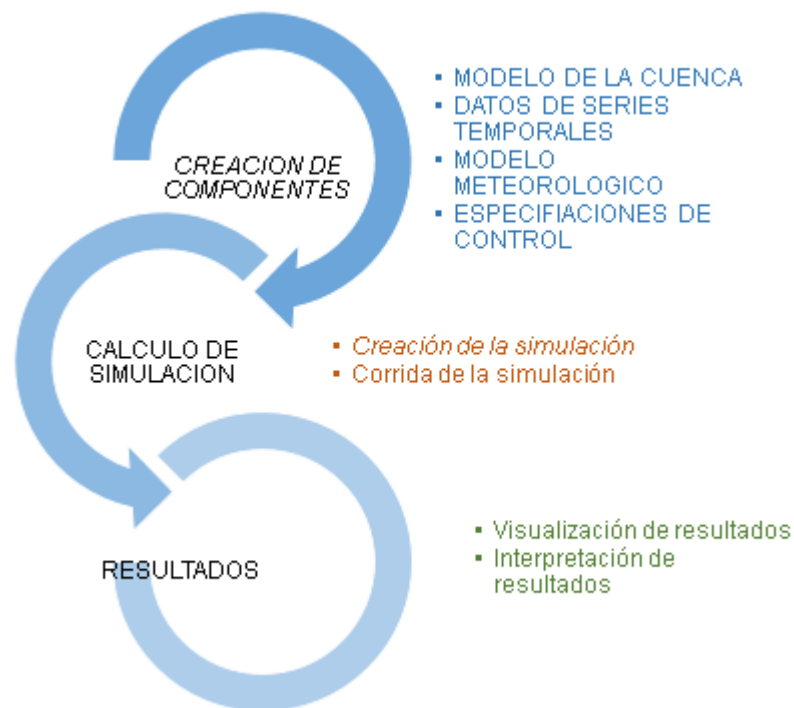 CREACION DE
COMPONENTES
▪ MODELO DE LA CUENCA
▪ DATOS DE SERIES
TEMPORALES
▪ MODELO
METEOROLOGICO
▪ ESPECIFIACIONES DE
CONTROL
CALCULO DE
SIMULACION
▪ Creación de la simulación
▪ Corrida de la simulación
RESULTADOS
▪ Visualización de resultados
▪ Interpretación de
resultados